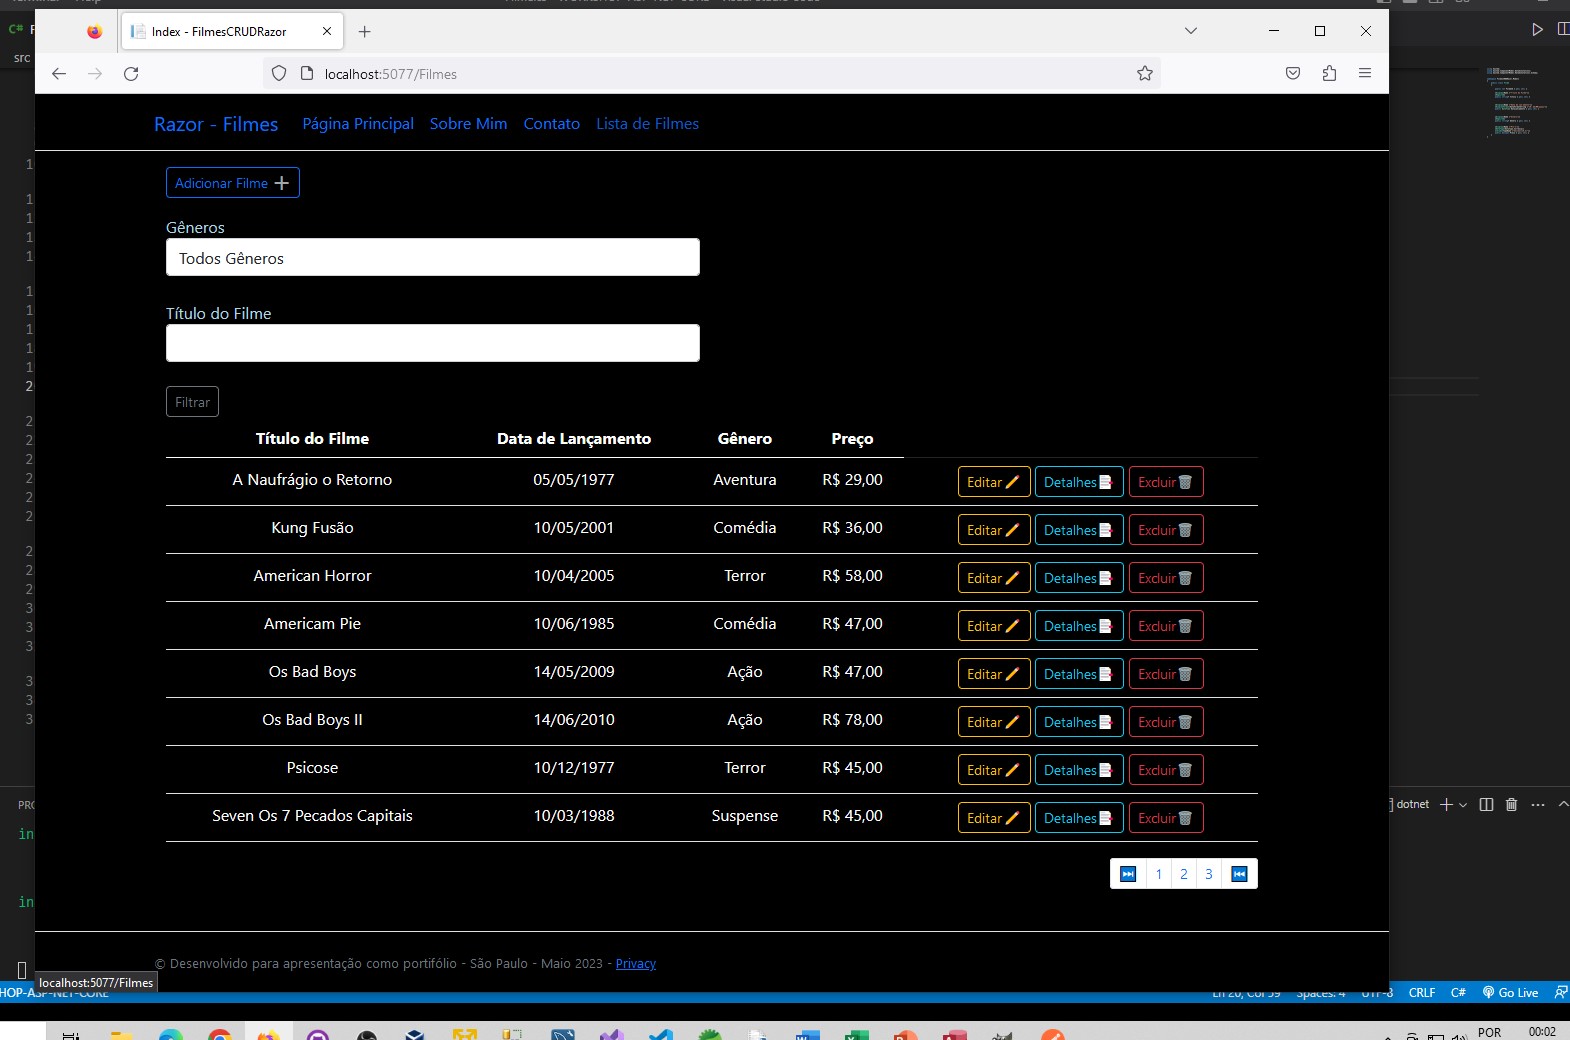 Index - FilmesCRUDRazor
C#
src
localhost:5077/Filmes
Razor - Filmes Página Principal Sobre Mim Contato Lista de Filmes
Adicionar Filme
Gêneros
Todos Gêneros
Título do Filme
Filtrar
Título do Filme Data de Lançamento Gênero Preço
A Naufrágio o Retorno 05/05/1977 Aventura R$ 29,00 Editar Detalhes Excluir
Kung Fusão 10/05/2001 Comédia R$ 36,00 Editar Detalhes Excluir
American Horror 10/04/2005 Terror R$ 58,00 Editar Detalhes Excluir
Americam Pie 10/06/1985 Comédia R$ 47,00 Editar Detalhes Excluir
Os Bad Boys 14/05/2009 Ação R$ 47,00 Editar Detalhes Excluir
Os Bad Boys II 14/06/2010 Ação R$ 78,00 Editar Detalhes Excluir
Psicose 10/12/1977 Terror R$ 45,00 Editar Detalhes Excluir
dotnet
Seven Os 7 Pecados Capitais 10/03/1988 Suspense R$ 45,00 Editar Detalhes Excluir
1 2 3
© Desenvolvido para apresentação como portifólio - São Paulo - Maio 2023 - Privacy
localhost:5077/Filmes
CRLF C# Go Live
POR 00:02